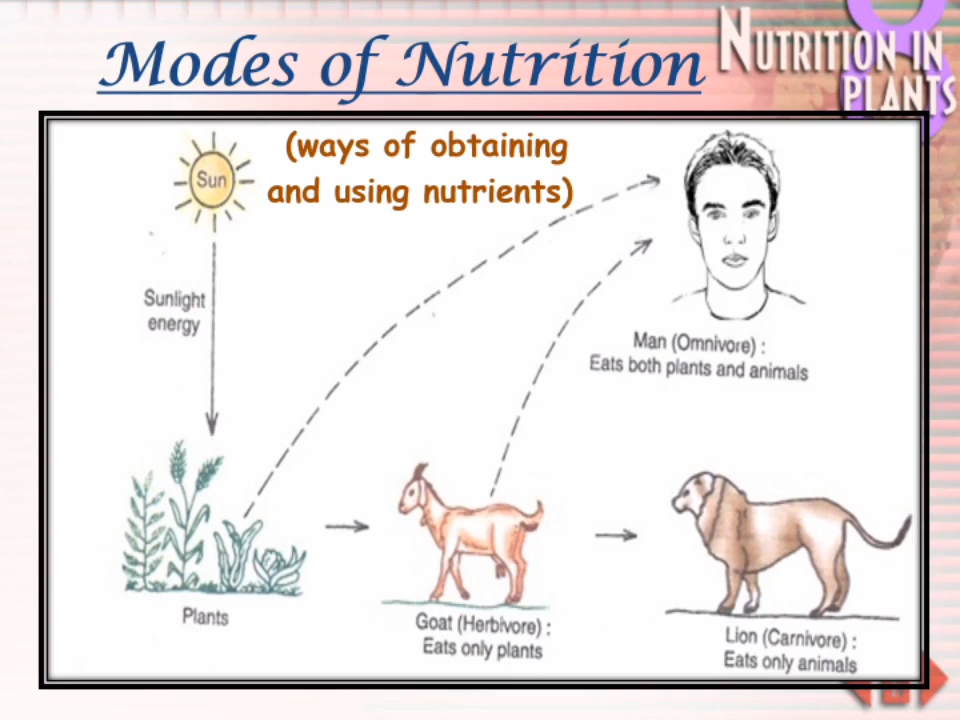 Modes of Nutrition
NUTRITION IN
PLANTS
(ways of obtaining
and using nutrients)
Sun
Sunlight
energy
Man (Omnivore) :
Eats both plants and animals
Plants
Goat (Herbivore) :
Eats only plants
Lion (Carnivore) :
Eats only animals